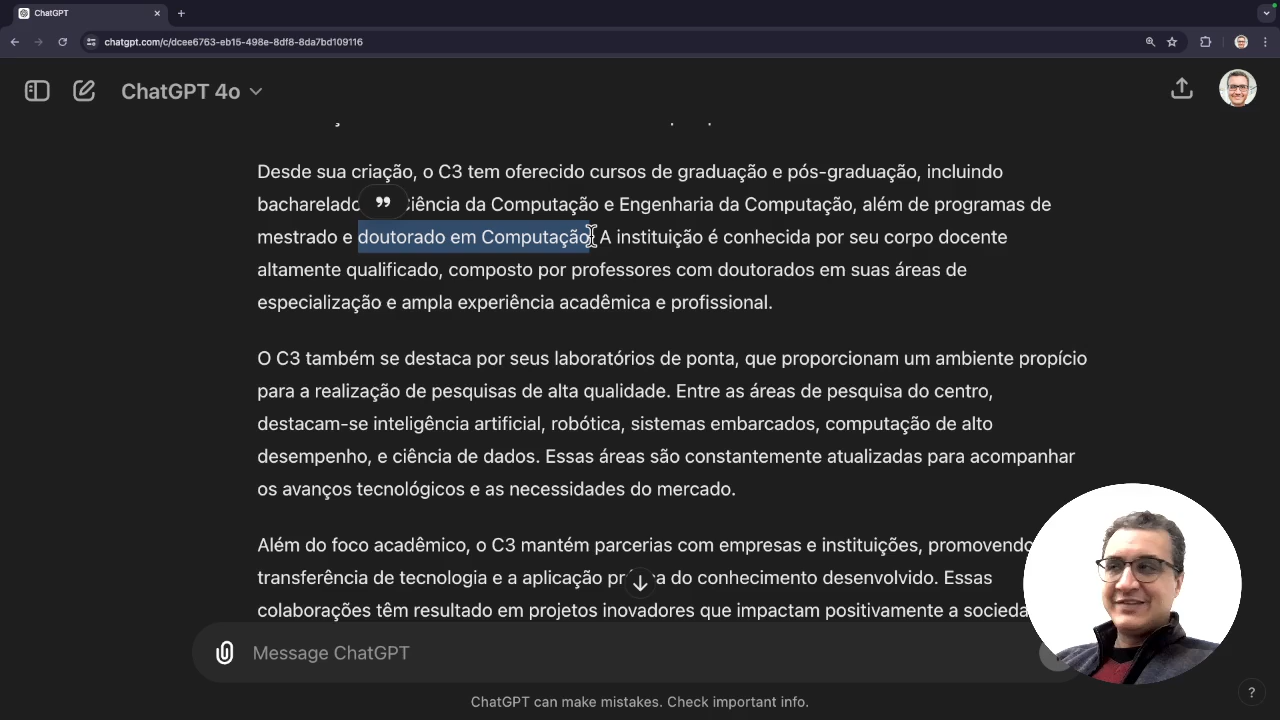 ChatGPT
chatgpt.com/c/dcee6763-eb15-498e-8df8-8da7bd109116
ChatGPT 4o
Desde sua criação, o C3 tem oferecido cursos de graduação e pós-graduação, incluindo
bacharelado ciência da Computação e Engenharia da Computação, além de programas de
mestrado e doutorado em Computação. A instituição é conhecida por seu corpo docente
altamente qualificado, composto por professores com doutorados em suas áreas de
especialização e ampla experiência acadêmica e profissional.
O C3 também se destaca por seus laboratórios de ponta, que proporcionam um ambiente propício
para a realização de pesquisas de alta qualidade. Entre as áreas de pesquisa do centro,
destacam-se inteligência artificial, robótica, sistemas embarcados, computação de alto
desempenho, e ciência de dados. Essas áreas são constantemente atualizadas para acompanhar
os avanços tecnológicos e as necessidades do mercado.
Além do foco acadêmico, o C3 mantém parcerias com empresas e instituições, promovendo
transferência de tecnologia e a aplicação do conhecimento desenvolvido. Essas
colaborações têm resultado em projetos inovadores que impactam positivamente a
Message ChatGPT
ChatGPT can make mistakes. Check important info.
?